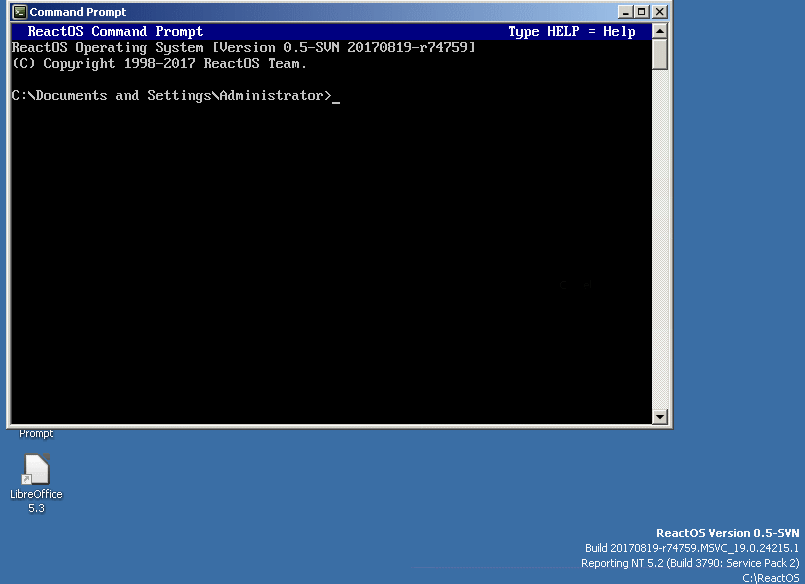 Command Prompt
ReactOS Command Prompt Type HELP = Help
ReactOS Operating System [Version 0.5-SVN 20170819-r74759]
(C) Copyright 1998-2017 ReactOS Team.
C:\Documents and Settings\Administrator>_
Prompt
LibreOffice
5.3
ReactOS Version 0.5-SVN
Build 20170819-r74759.MSVC_19.0.24215.1
Reporting NT 5.2 (Build 3790: Service Pack 2)
C:\ReactOS